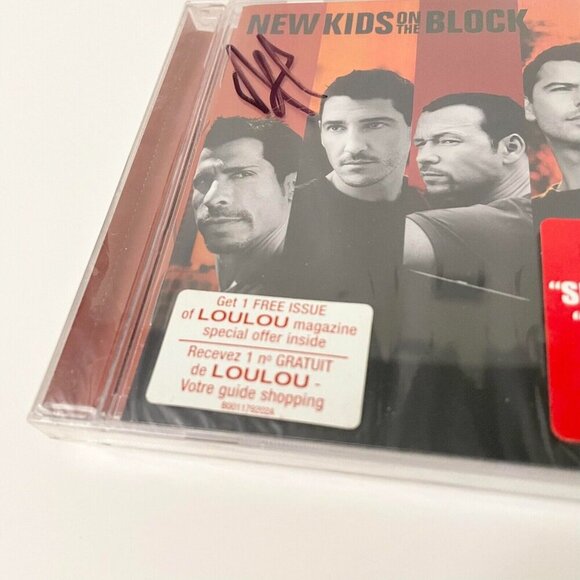 NEW KIDS ON THE BLOCK
Get 1 FREE ISSUE
of LOULOU magazine
special offer inside
Recevez 1 nº GRATUIT
de LOULOU -
Votre guide shopping